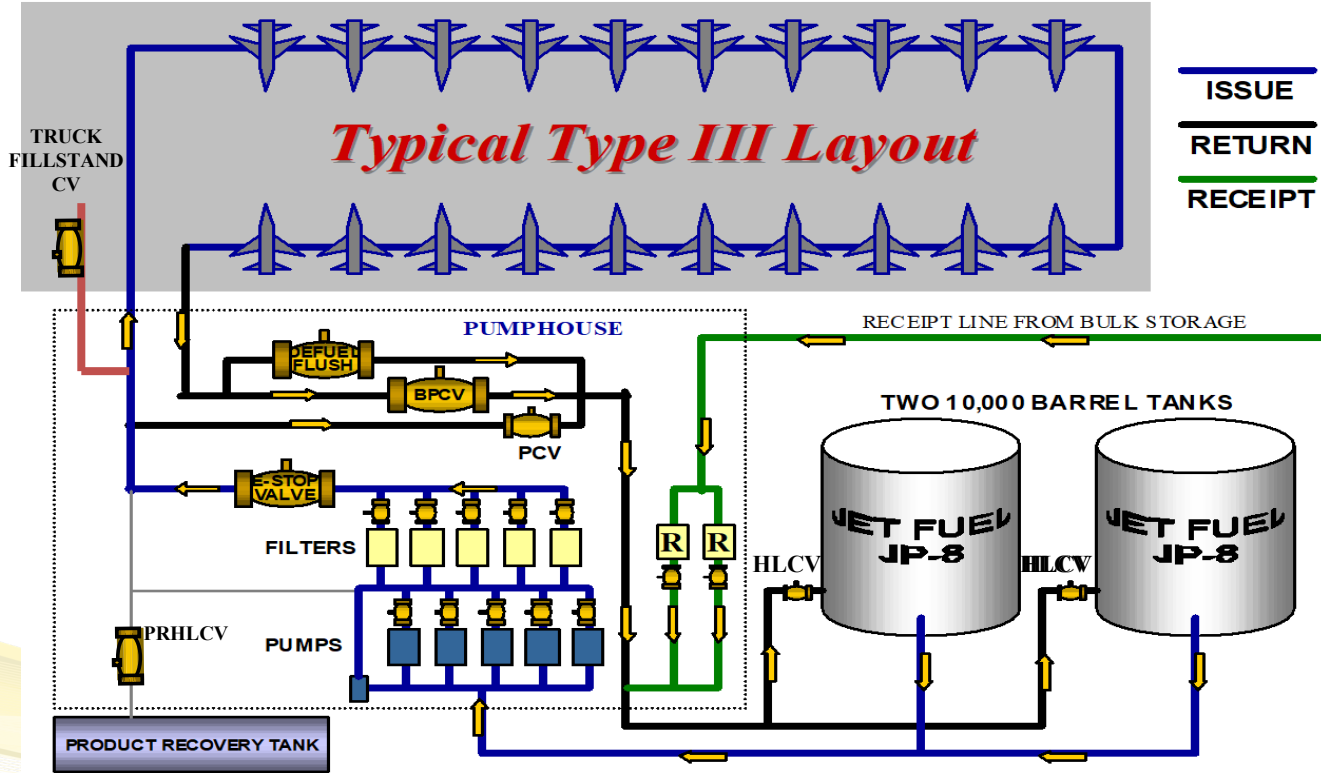 Typical Type III Layout
ISSUE
RETURN
RECEIPT
TRUCK
FILLSTAND
CV
PUMPHOUSE
RECEIPT LINE FROM BULK STORAGE
DEFUEL
FLUSH
BPCV
PCV
TWO 10,000 BARREL TANKS
E-STOP
VALVE
FILTERS
R R
JET FUEL
JP-8
JET FUEL
JP-8
HLCV
HLCV
PRHLCV
PUMPS
PRODUCT RECOVERY TANK